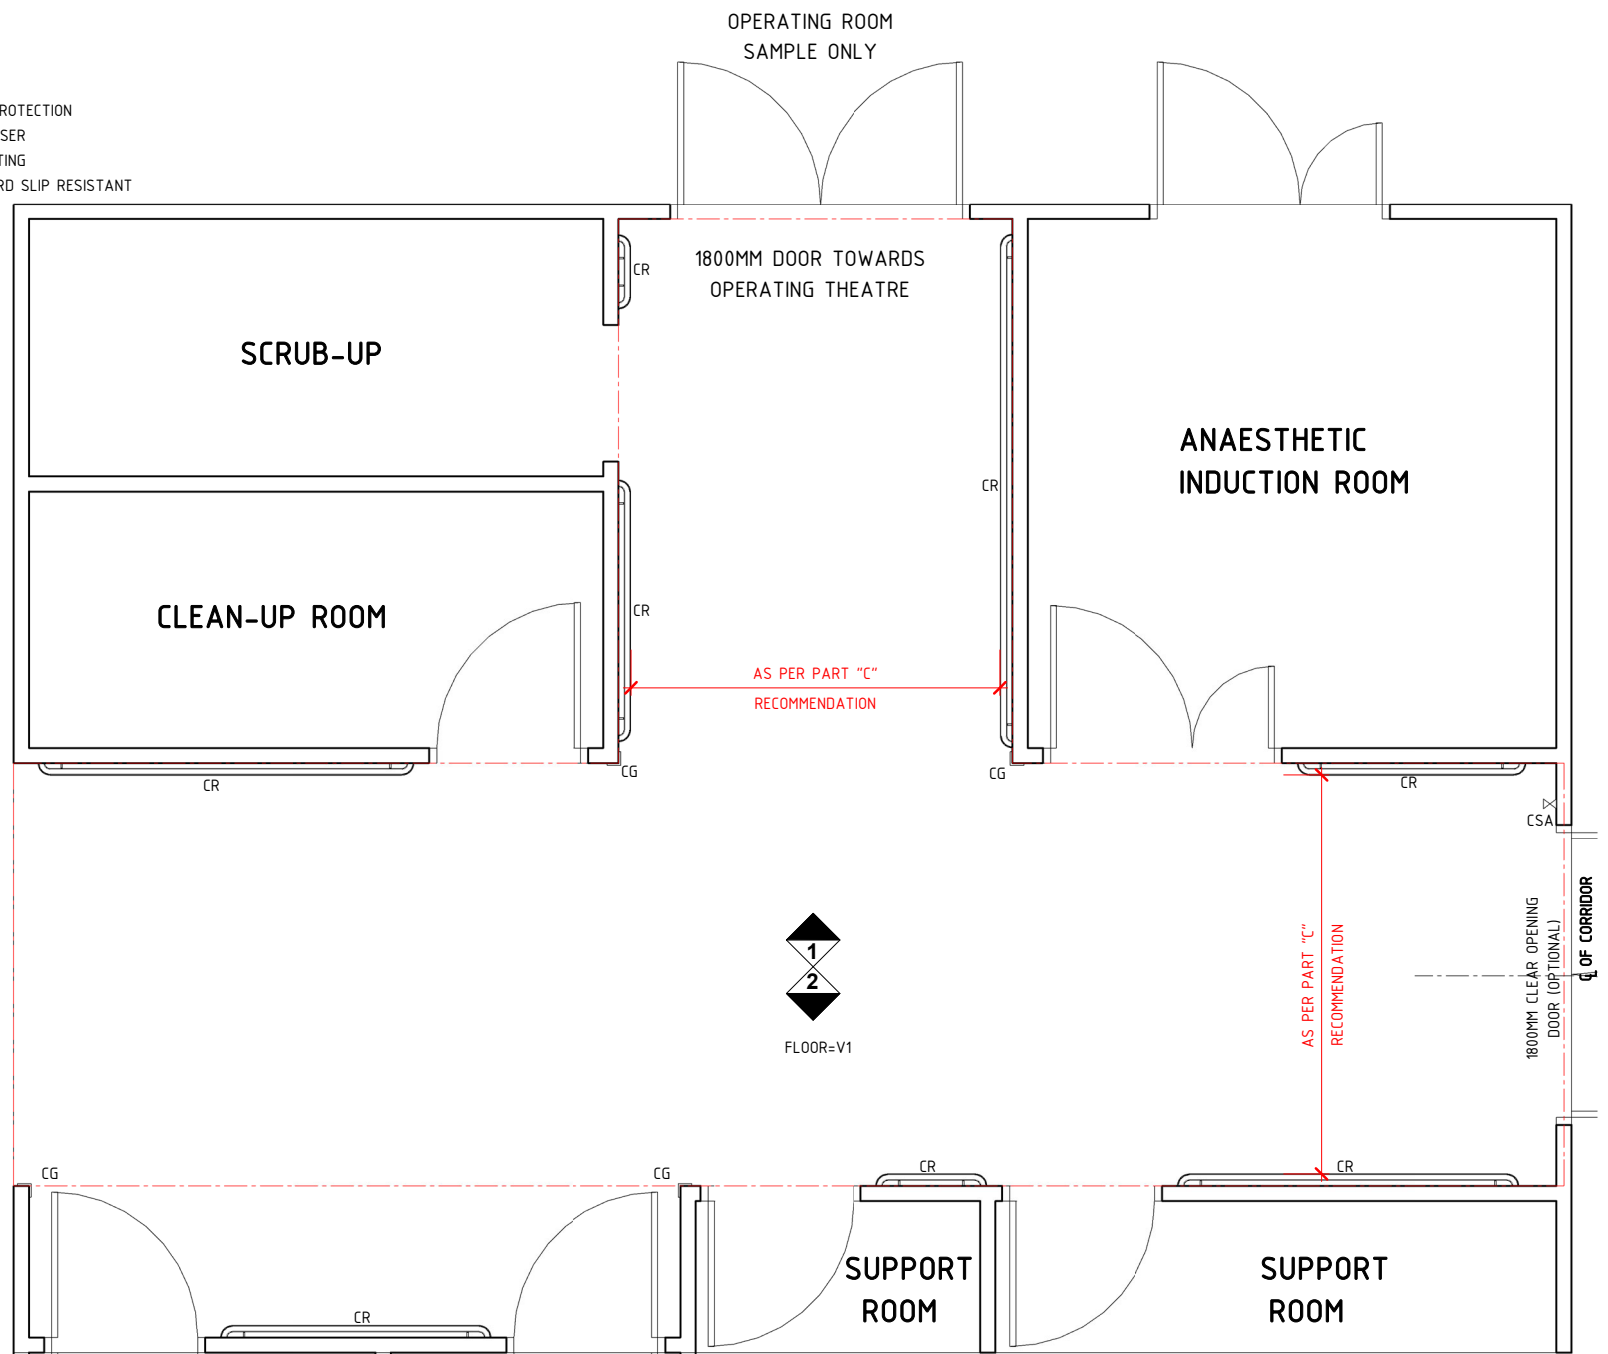 OPERATING ROOM
SAMPLE ONLY
ROTECTION
SER
TING
RD SLIP RESISTANT
1800MM DOOR TOWARDS
OPERATING THEATRE
CR
SCRUB-UP
ANAESTHETIC
INDUCTION ROOM
CR
CLEAN-UP ROOM
CR
AS PER PART "C"
RECOMMENDATION
CG
CG
CR
CR
CSA
1800MM CLEAR OPENING
DOOR (OPTIONAL)
℄ OF CORRIDOR
AS PER PART "C"
RECOMMENDATION
1
2
FLOOR=V1
CG
CG
CR
CR
SUPPORT
ROOM
SUPPORT
ROOM
CR